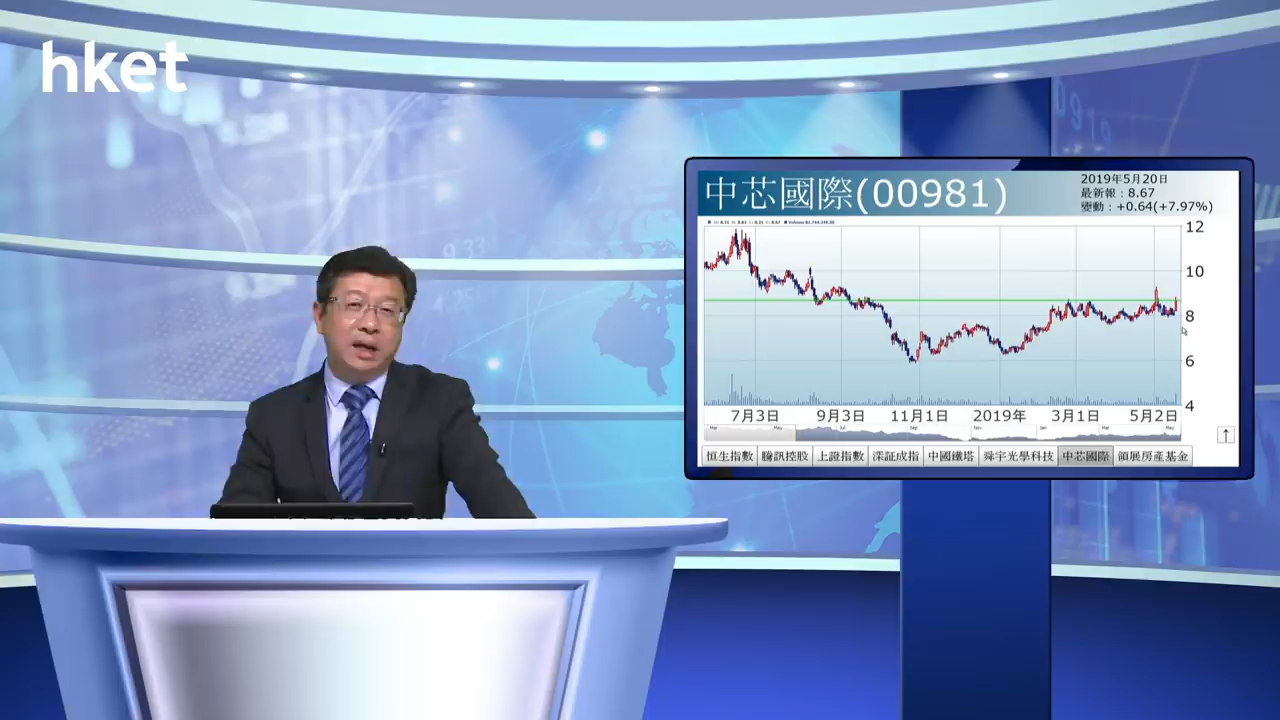 hket
中芯國際(00981)
2019年5月20日
最新報：8.67
變動：+0.64(+7.97%)
12
10
8
6
4
7月3日 9月3日 11月1日 2019年 3月1日 5月2日
恒生指數 騰訊控股 上證指數 深証成指 中國鐵塔 舜宇光學科技 中芯國際 領展房產基金